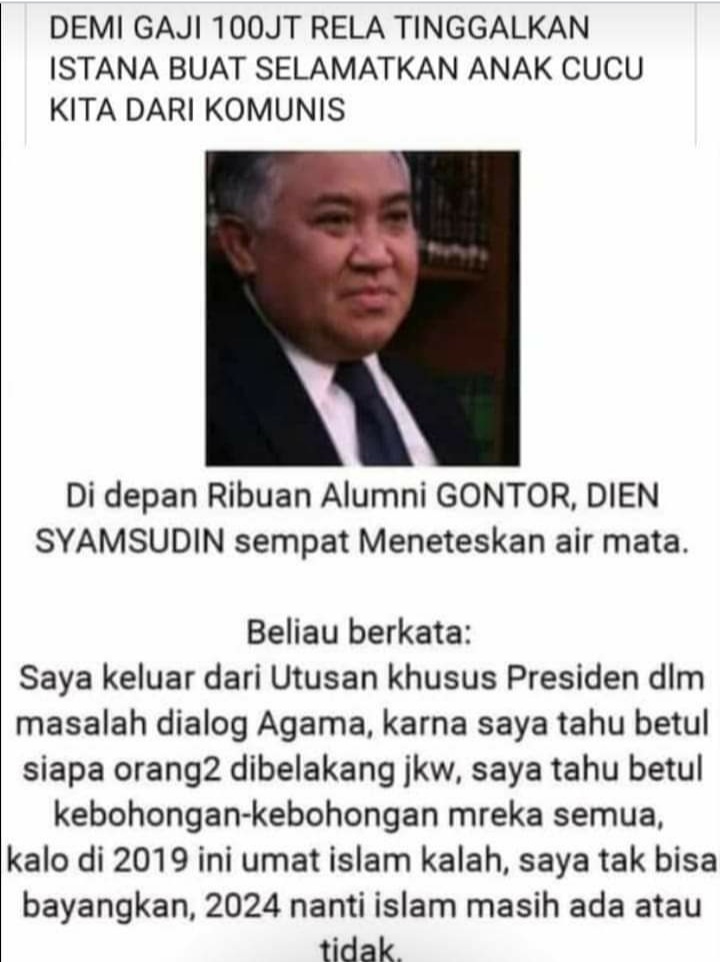 DEMI GAJI 100JT RELA TINGGALKAN
ISTANA BUAT SELAMATKAN ANAK CUCU
KITA DARI KOMUNIS
Di depan Ribuan Alumni GONTOR, DIEN
SYAMSUDIN sempat Meneteskan air mata.
Beliau berkata:
Saya keluar dari Utusan khusus Presiden dlm
masalah dialog Agama, karna saya tahu betul
siapa orang2 dibelakang jkw, saya tahu betul
kebohongan-kebohongan mreka semua,
kalo di 2019 ini umat islam kalah, saya tak bisa
bayangkan, 2024 nanti islam masih ada atau
tidak.